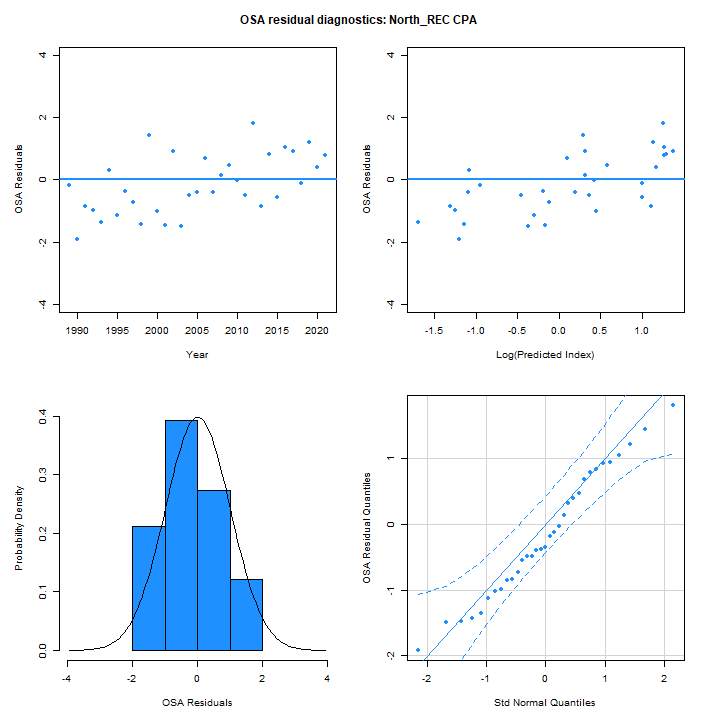 OSA residual diagnostics: North_REC CPA
OSA Residuals
4
2
0
-2
-4
1990 1995 2000 2005 2010 2015 2020
Year
OSA Residuals
4
2
0
-2
-4
-1.5 -1.0 -0.5 0.0 0.5 1.0
Log(Predicted Index)
Probability Density
0.4
0.3
0.2
0.1
0.0
-4 -2 0 2 4
OSA Residuals
OSA Residual Quantiles
1
0
-1
-2
-2 -1 0 1 2
Std Normal Quantiles